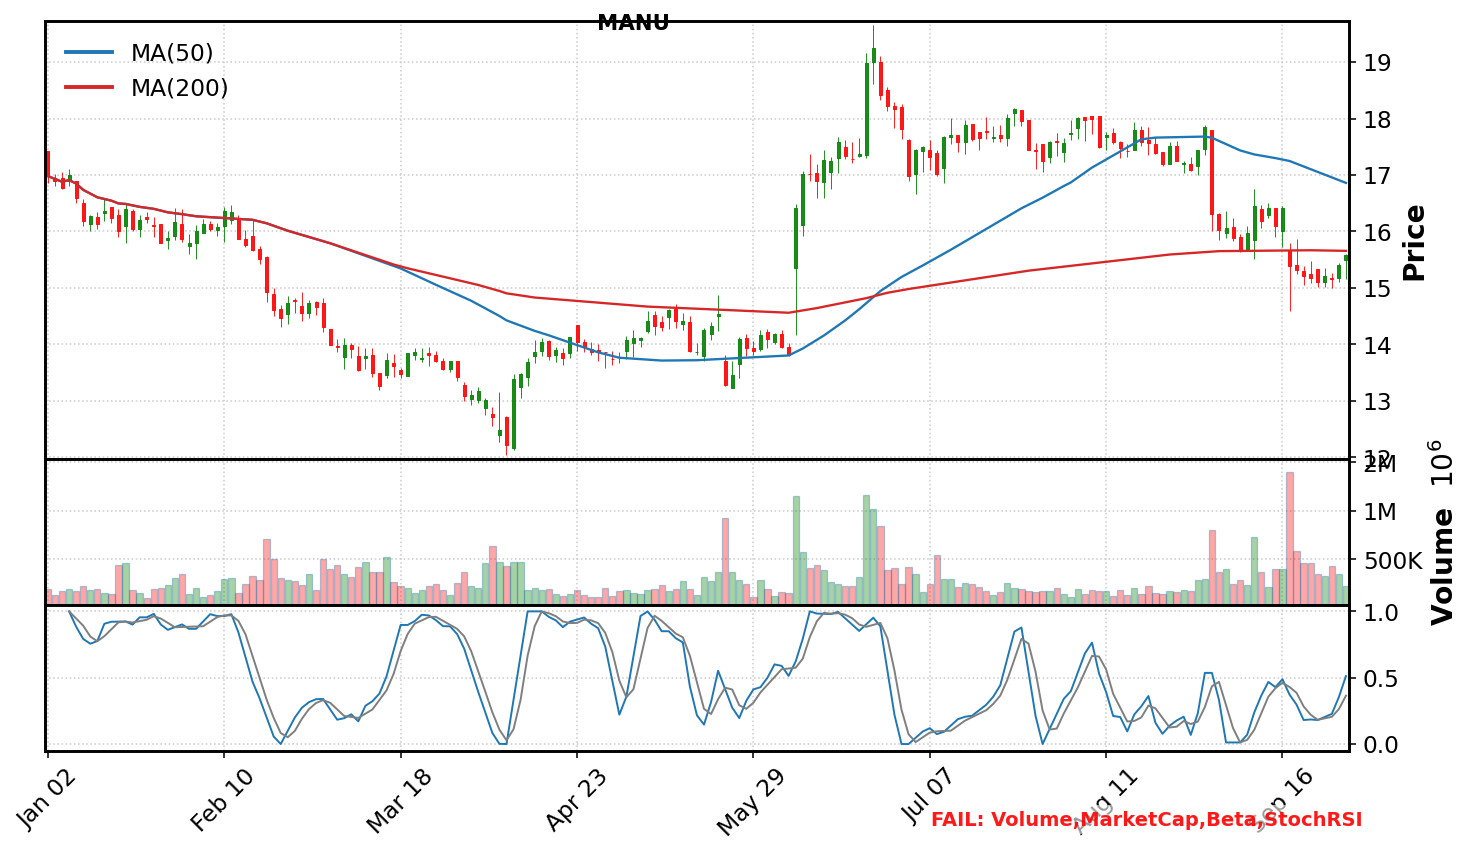 MANU
MA(50)
MA(200)
19
18
17
16
15
14
13
12
Price
2M
1M
500K
Volume 10^6
1.0
0.5
0.0
Jan 02
Feb 10
Mar 18
Apr 23
May 29
Jul 07
Aug 11
Sep 16
FAIL: Volume,MarketCap,Beta,StochRSI